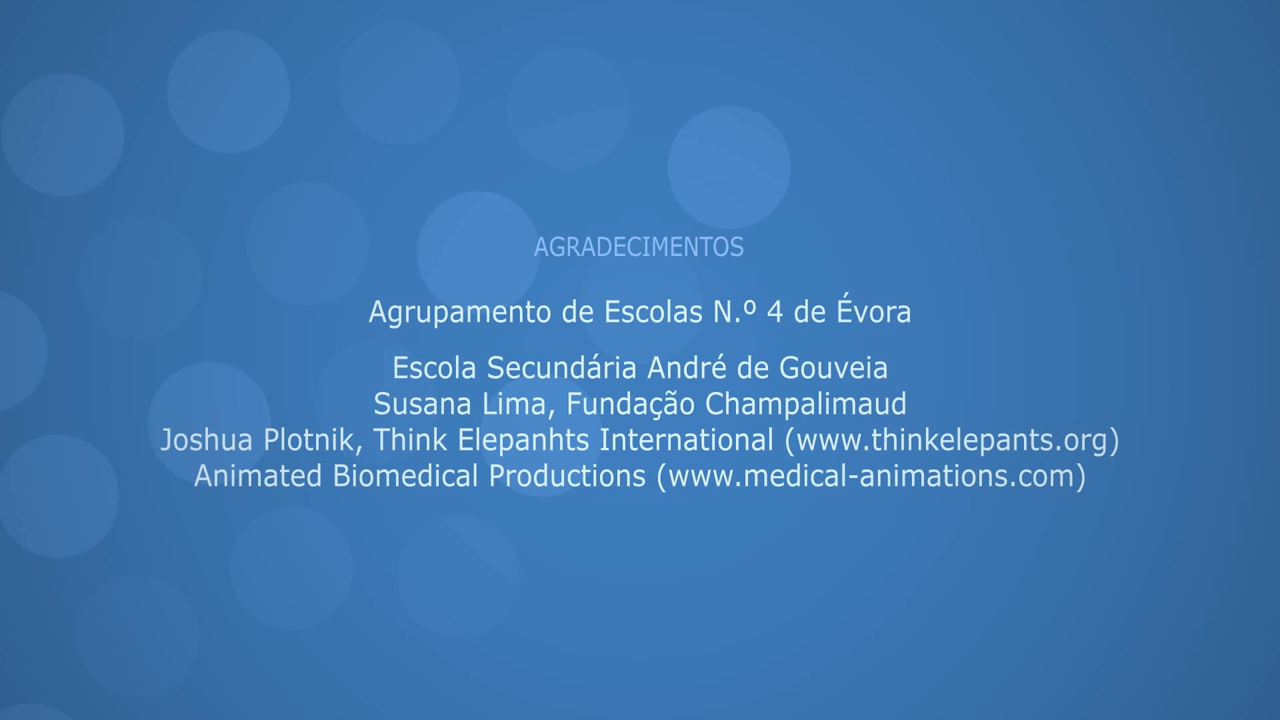 AGRADECIMENTOS
Agrupamento de Escolas N.º 4 de Évora
Escola Secundária André de Gouveia
Susana Lima, Fundação Champalimaud
Joshua Plotnik, Think Elepanhts International (www.thinkelepants.org)
Animated Biomedical Productions (www.medical-animations.com)